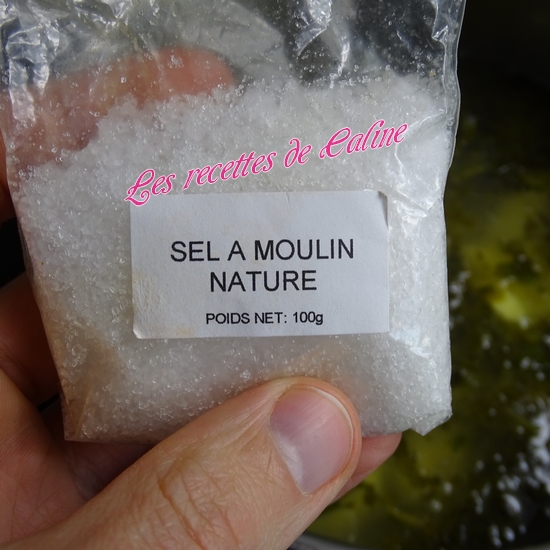 Les recettes de Caline
SEL A MOULIN
NATURE
POIDS NET: 100g